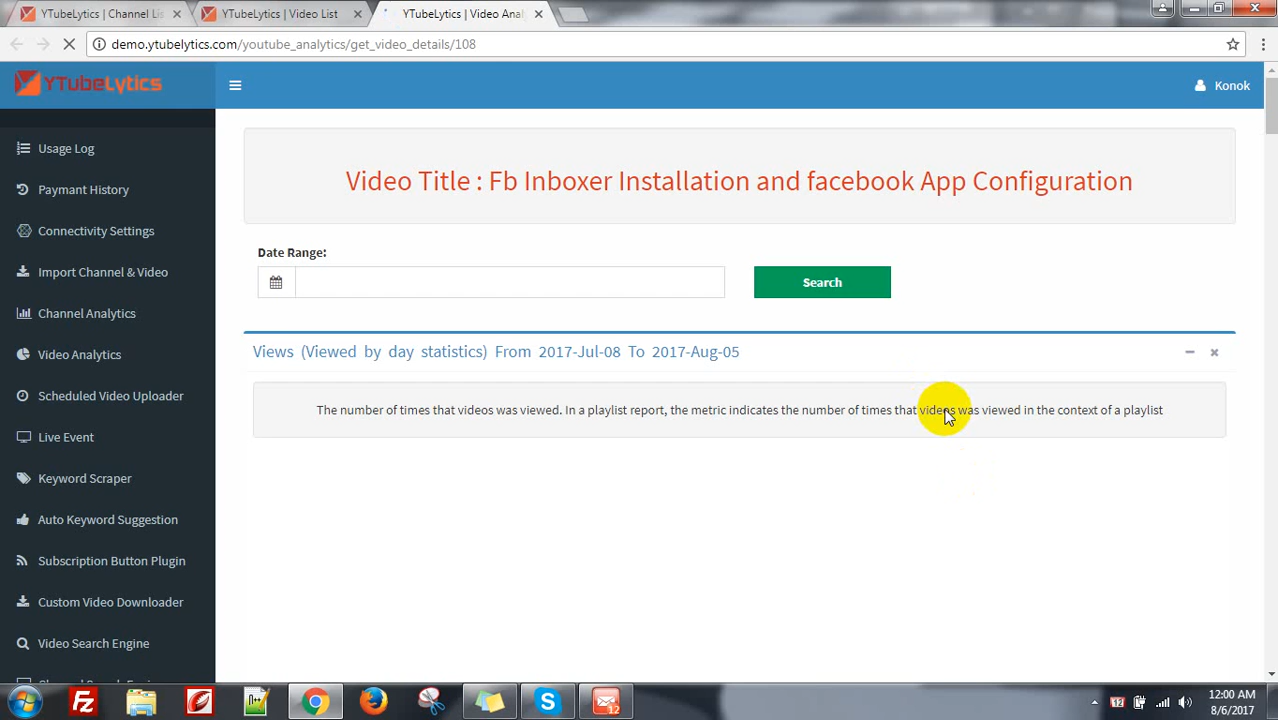 YTubeLytics | Channel Lis
YTubeLytics | Video List
YTubeLytics | Video Anal
demo.ytubelytics.com/youtube_analytics/get_video_details/108
YTubeLytics
Konok
Usage Log
Paymant History
Connectivity Settings
Import Channel & Video
Channel Analytics
Video Analytics
Scheduled Video Uploader
Live Event
Keyword Scraper
Auto Keyword Suggestion
Subscription Button Plugin
Custom Video Downloader
Video Search Engine
Video Title : Fb Inboxer Installation and facebook App Configuration
Date Range:
Search
Views (Viewed by day statistics) From 2017-Jul-08 To 2017-Aug-05
The number of times that videos was viewed. In a playlist report, the metric indicates the number of times that videos was viewed in the context of a playlist
12
12
12:00 AM
8/6/2017